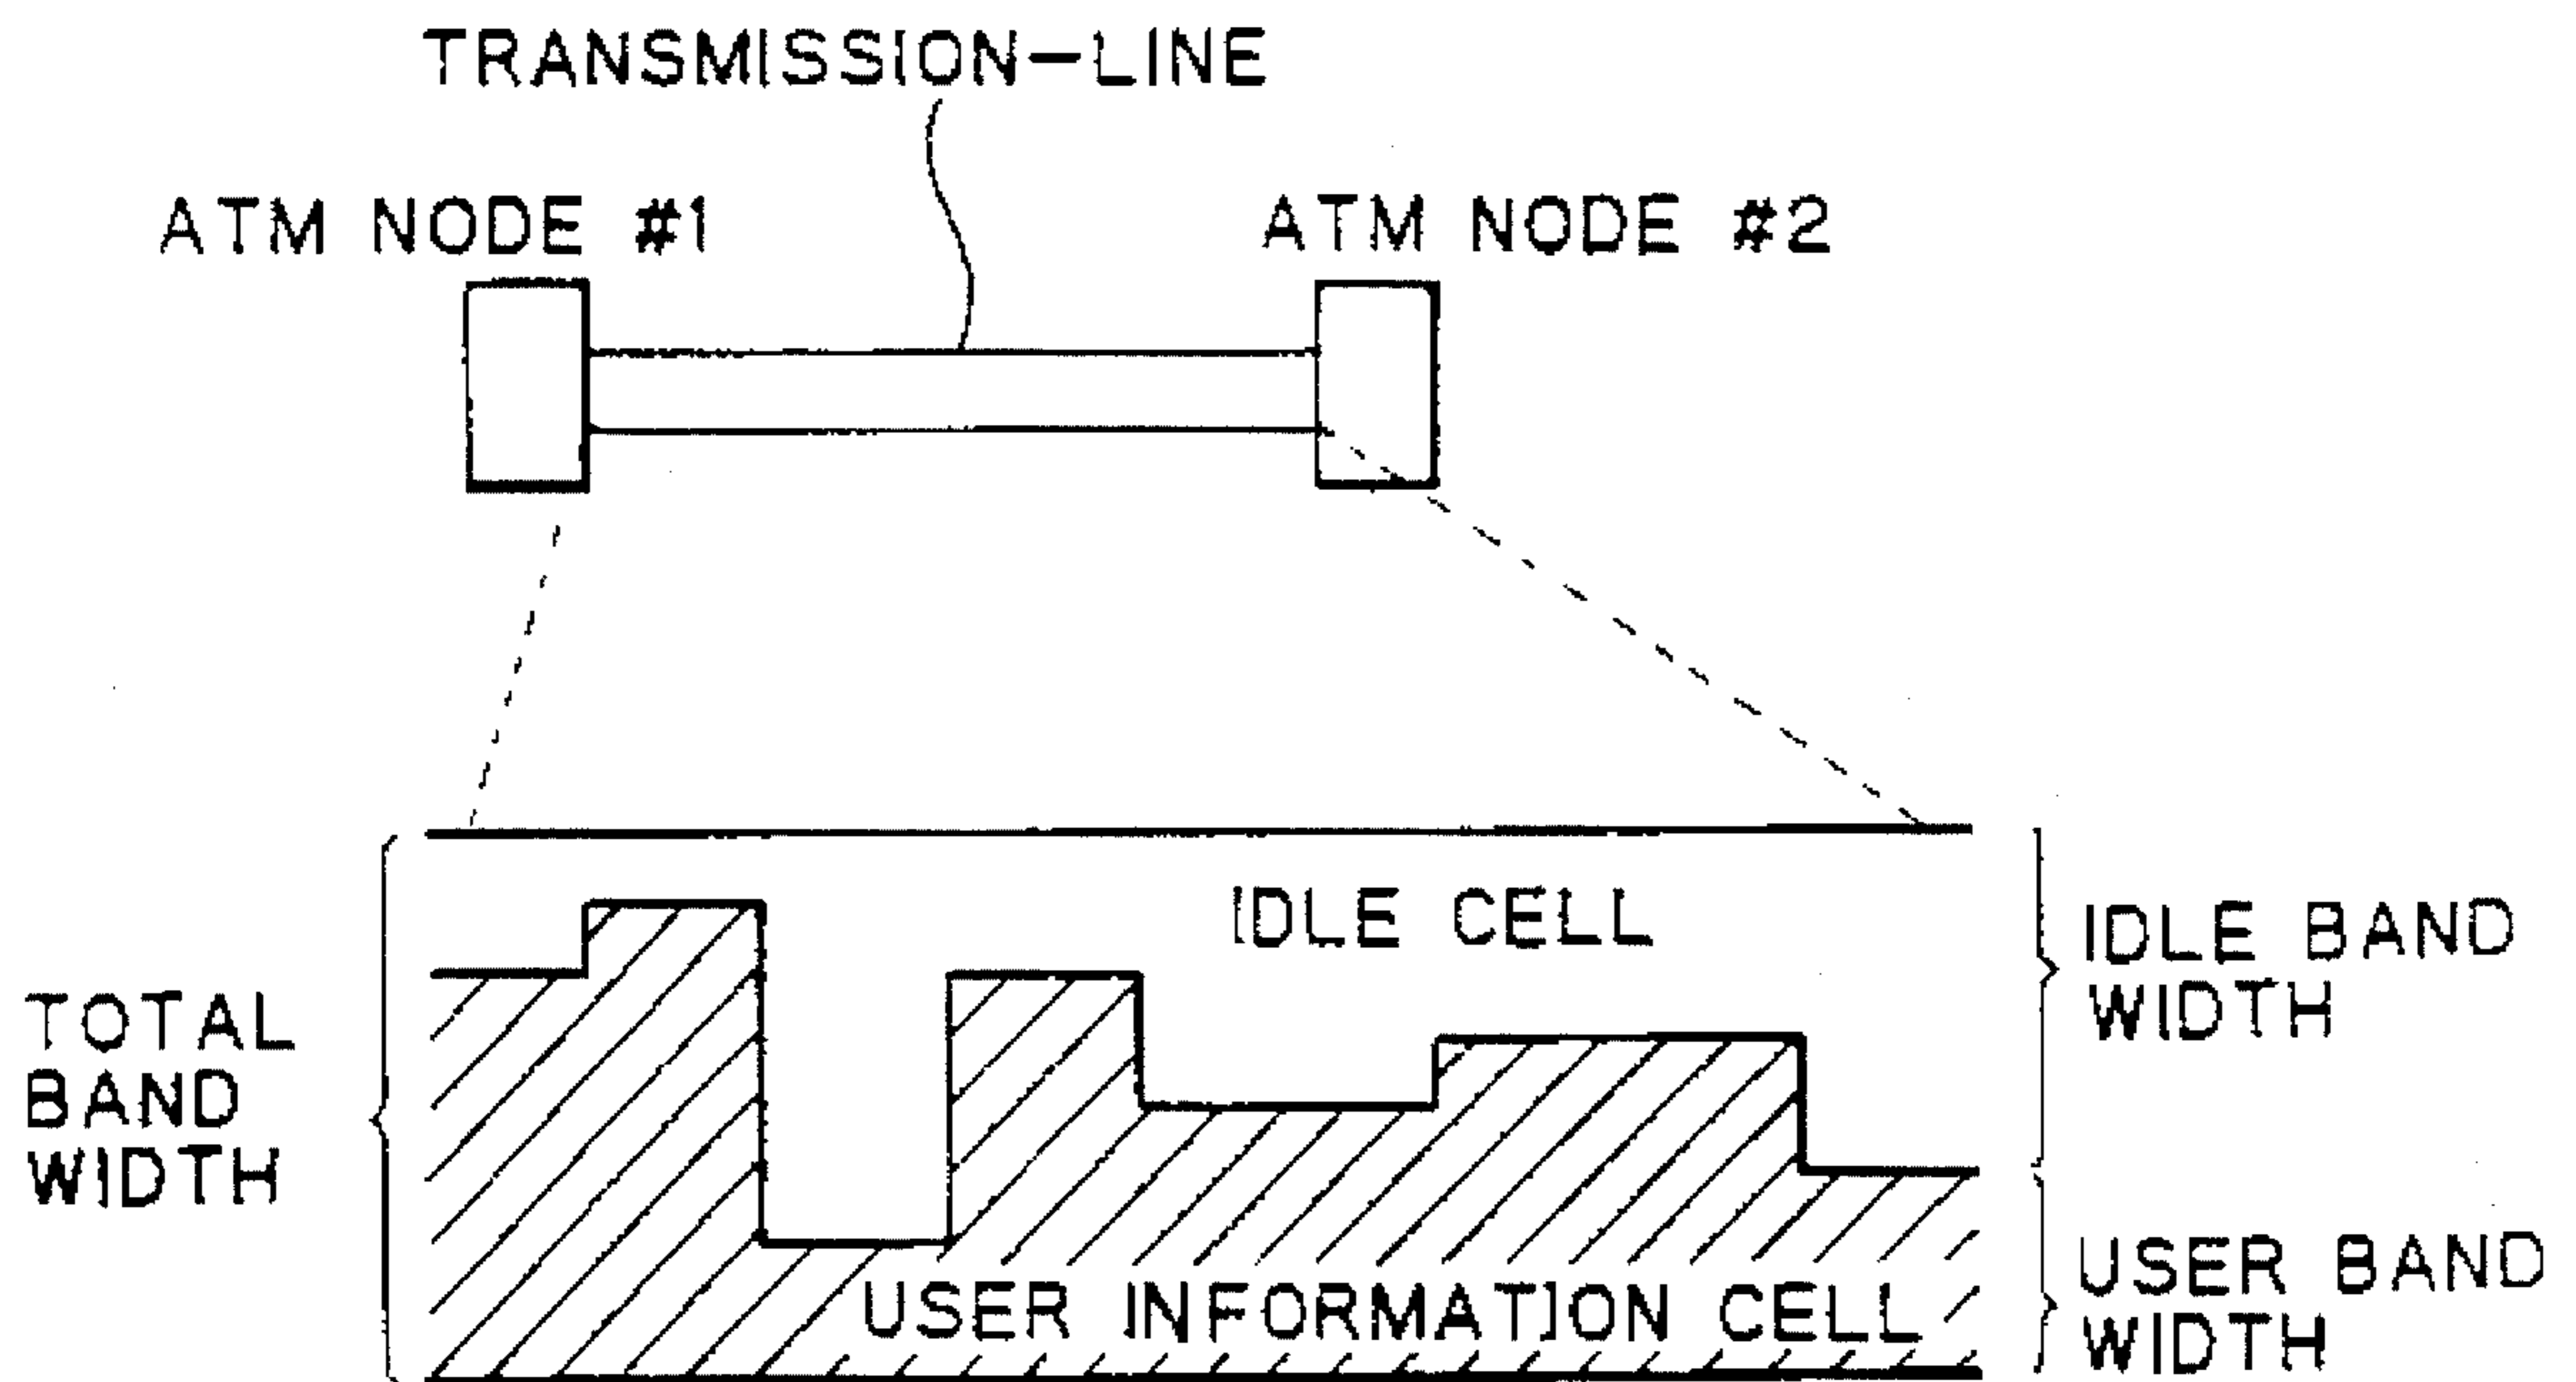 TRANSMISSION-LINE
ATM NODE #1
ATM NODE #2
IDLE CELL
IDLE BAND
WIDTH
TOTAL
BAND
WIDTH
USER BAND
WIDTH
USER INFORMATION CELL